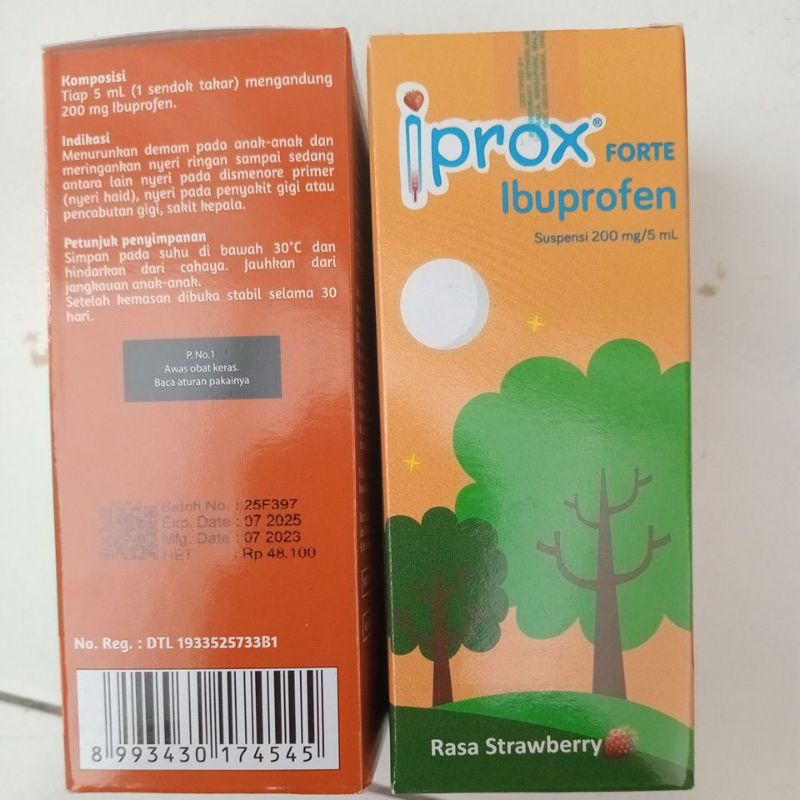 Komposisi
Tiap 5 mL (1 sendok takar) mengandung
200 mg Ibuprofen.
Indikasi
Menurunkan demam pada anak-anak dan
meringankan nyeri ringan sampai sedang
antara lain nyeri pada dismenore primer
(nyeri haid), nyeri pada penyakit gigi atau
pencabutan gigi, sakit kepala.
Petunjuk penyimpanan
Simpan pada suhu di bawah 30°C dan
hindarkan dari cahaya. Jauhkan dari
jangkauan anak-anak.
Setelah kemasan dibuka stabil selama 30
hari.
P. No.1
Awas obat keras.
Baca aturan pakainya
Batch No. : 25F397
Exp. Date : 07 2025
Mfg. Date : 07 2023
HET : Rp 48.100
No. Reg. : DTL 1933525733B1
8 993430 174545
iprox® FORTE
Ibuprofen
Suspensi 200 mg/5 mL
Rasa Strawberry